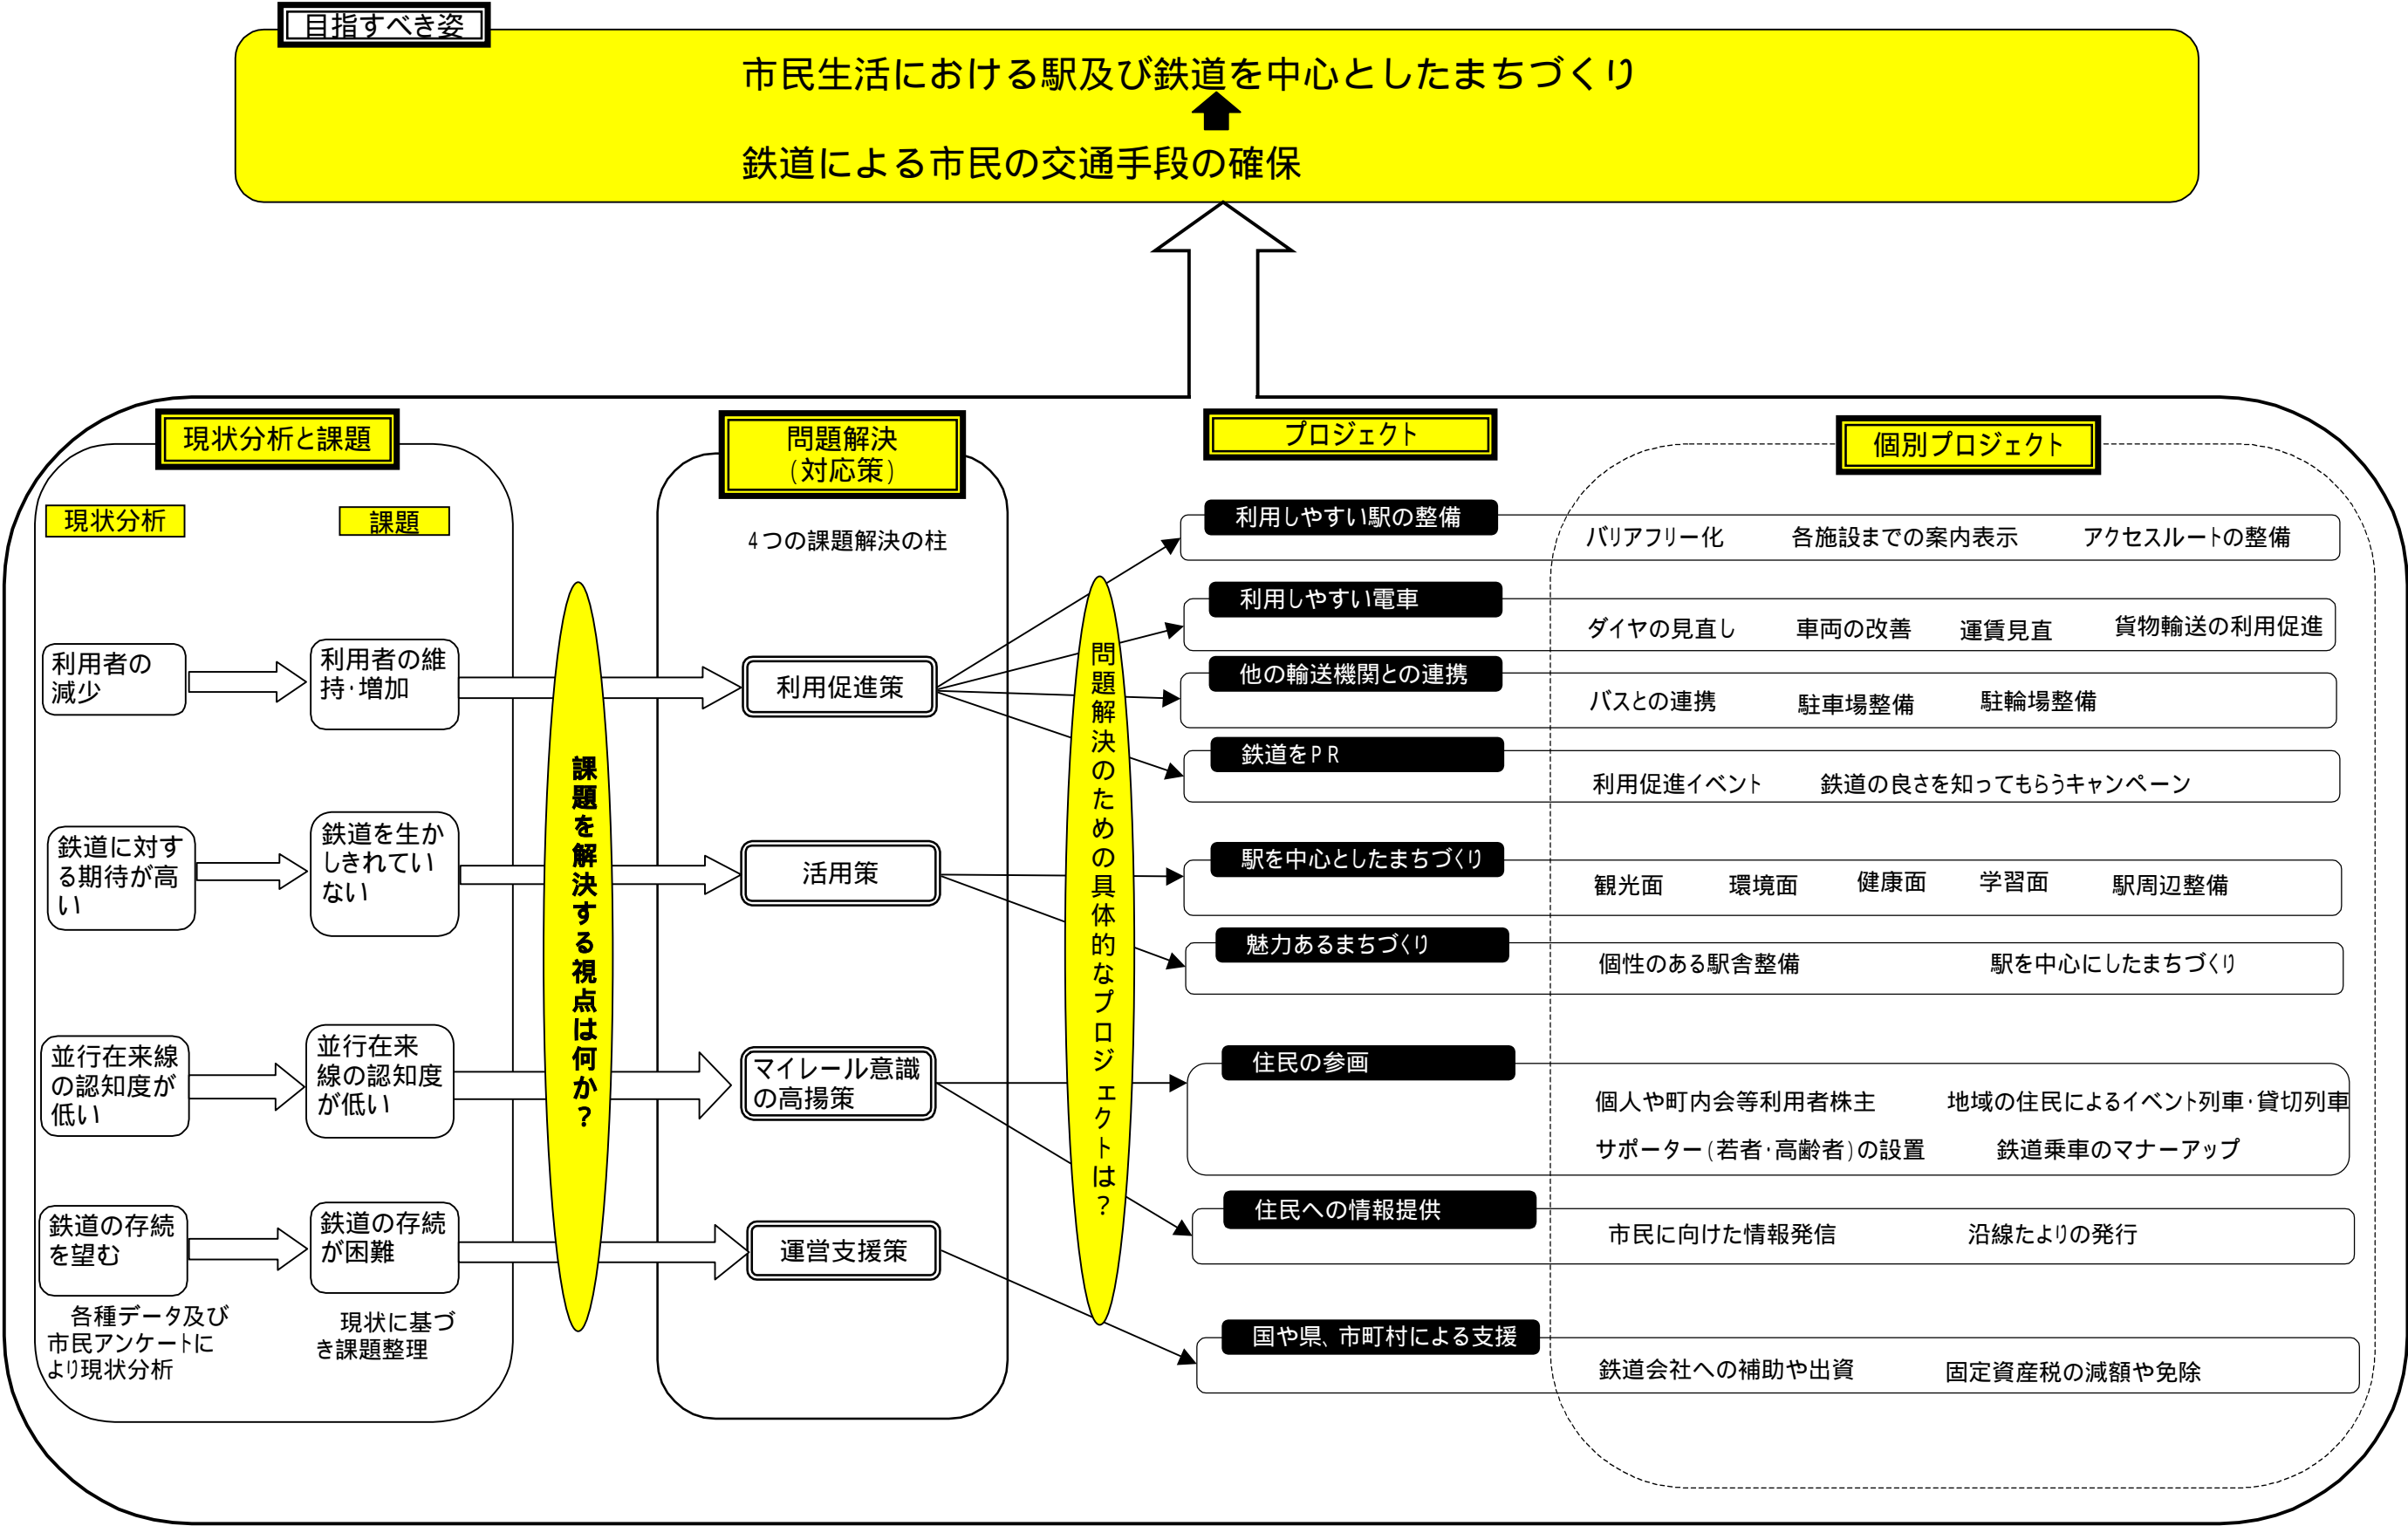 目指すべき姿
市民生活における駅及び鉄道を中心としたまちづくり
鉄道による市民の交通手段の確保
現状分析と課題
現状分析
課題
利用者の
減少
利用者の維
持・増加
鉄道に対す
る期待が高
い
鉄道を生か
しきれてい
ない
並行在来線
の認知度が
低い
並行在来
線の認知度
が低い
鉄道の存続
を望む
鉄道の存続
が困難
各種データ及び
市民アンケートに
より現状分析
現状に基づ
き課題整理
課題を解決する視点は何か？
問題解決
(対応策)
4つの課題解決の柱
利用促進策
活用策
マイレール意識
の高揚策
運営支援策
問題解決のための具体的なプロジェクトは？
プロジェクト
個別プロジェクト
利用しやすい駅の整備
バリアフリー化 各施設までの案内表示 アクセスルートの整備
利用しやすい電車
ダイヤの見直し 車両の改善 運賃見直 貨物輸送の利用促進
他の輸送機関との連携
バスとの連携 駐車場整備 駐輪場整備
鉄道をPR
利用促進イベント 鉄道の良さを知ってもらうキャンペーン
駅を中心としたまちづくり
観光面 環境面 健康面 学習面 駅周辺整備
魅力あるまちづくり
個性のある駅舎整備 駅を中心にしたまちづくり
住民の参画
個人や町内会等利用者株主 地域の住民によるイベント列車・貸切列車
サポーター(若者・高齢者)の設置 鉄道乗車のマナーアップ
住民への情報提供
市民に向けた情報発信 沿線たよりの発行
国や県、市町村による支援
鉄道会社への補助や出資 固定資産税の減額や免除